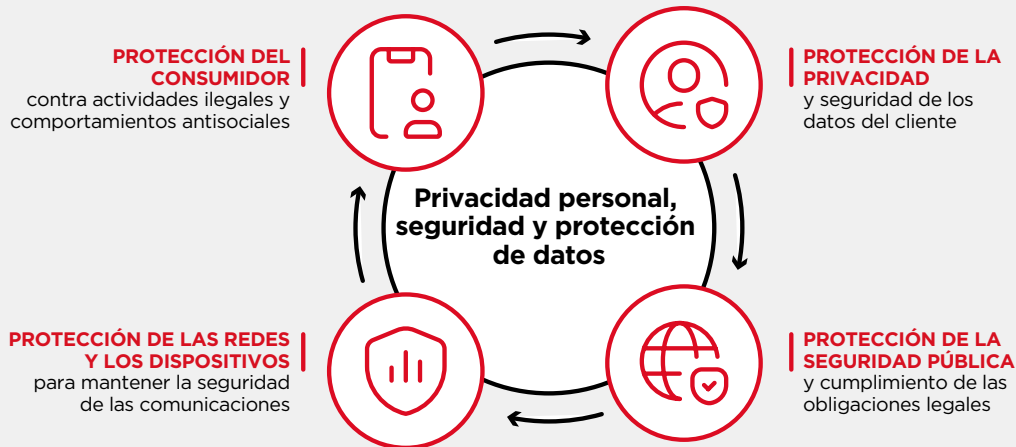 PROTECCIÓN DEL
CONSUMIDOR
contra actividades ilegales y
comportamientos antisociales
PROTECCIÓN DE LA
PRIVACIDAD
y seguridad de los
datos del cliente
Privacidad personal,
seguridad y protección
de datos
PROTECCIÓN DE LAS REDES
Y LOS DISPOSITIVOS
para mantener la seguridad
de las comunicaciones
PROTECCIÓN DE LA
SEGURIDAD PÚBLICA
y cumplimiento de las
obligaciones legales